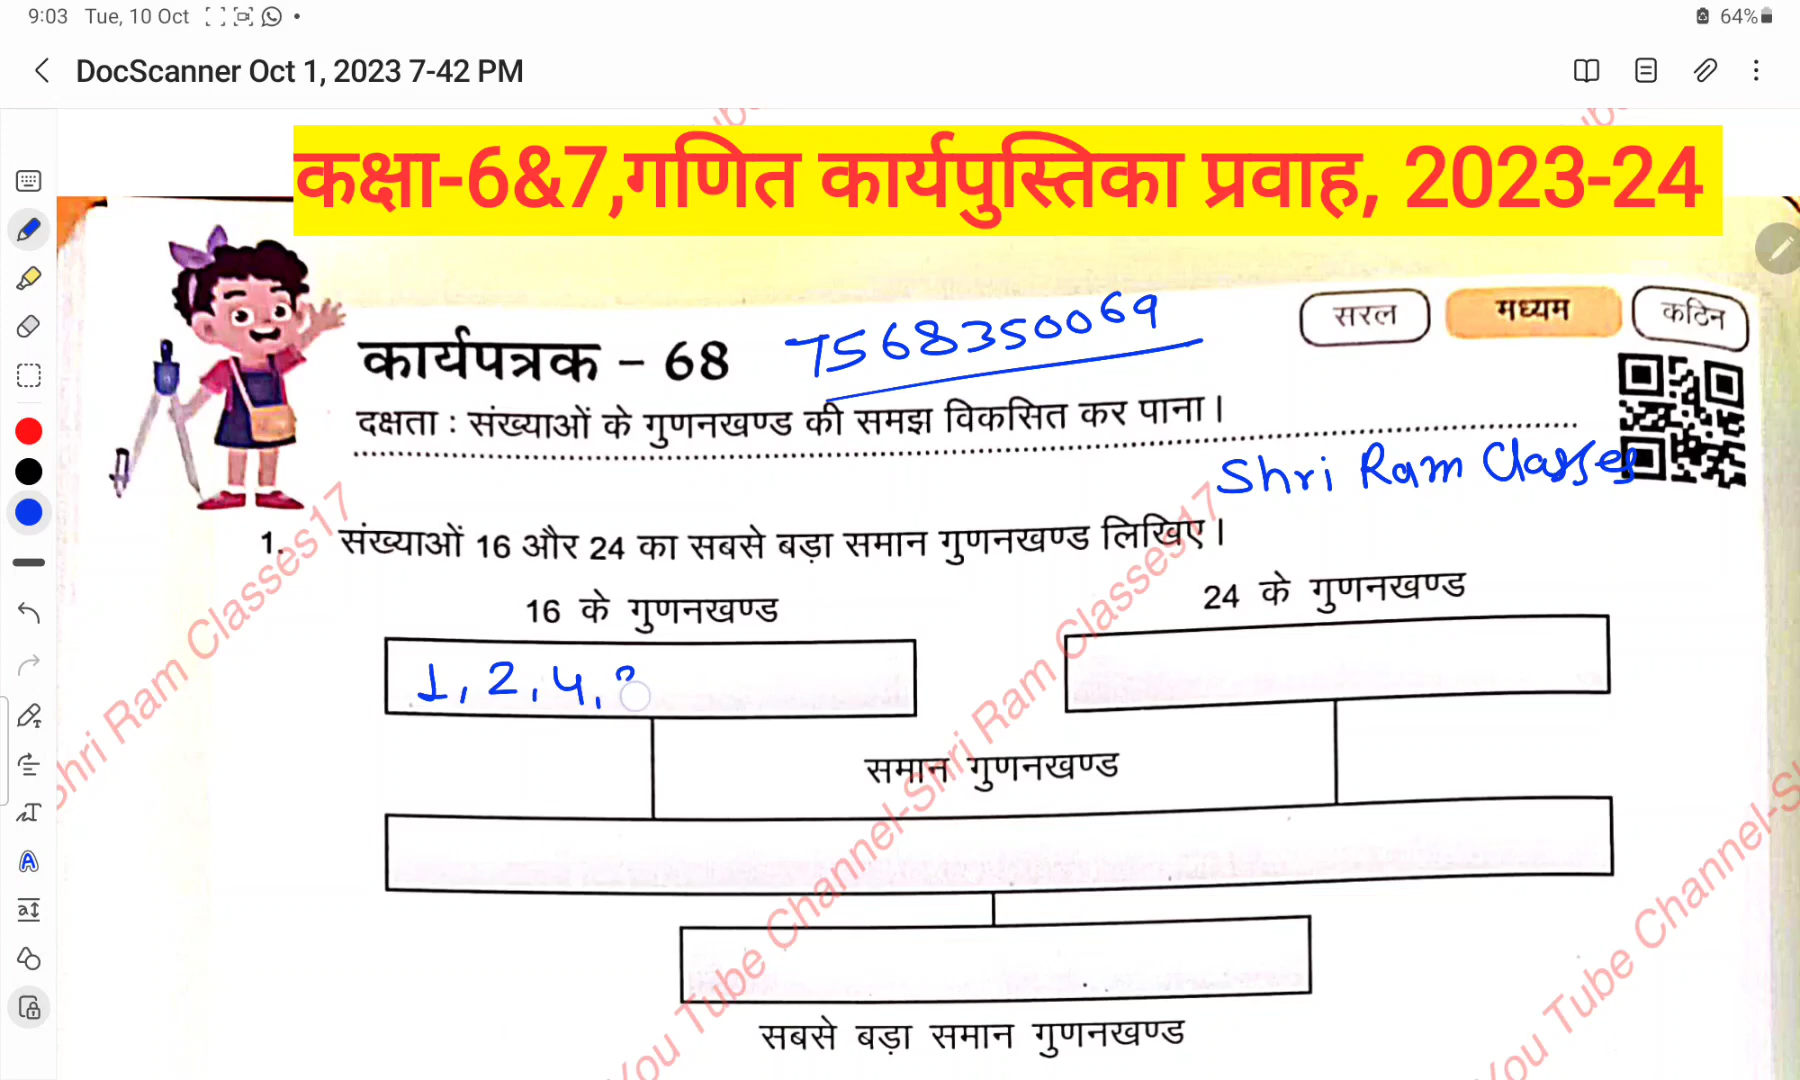 9:03 Tue, 10 Oct 64%
DocScanner Oct 1, 2023 7-42 PM
कक्षा-6&7,गणित कार्यपुस्तिका प्रवाह, 2023-24
सरल मध्यम कठिन
कार्यपत्रक – 68 7568350069
दक्षता : संख्याओं के गुणनखण्ड की समझ विकसित कर पाना।
Shri Ram Classes
1. संख्याओं 16 और 24 का सबसे बड़ा समान गुणनखण्ड लिखिए।
16 के गुणनखण्ड 24 के गुणनखण्ड
1, 2, 4,
समान गुणनखण्ड
सबसे बड़ा समान गुणनखण्ड
Shri Ram Classes17
You Tube Channel-Shri Ram Classes17
You Tube Channel-S